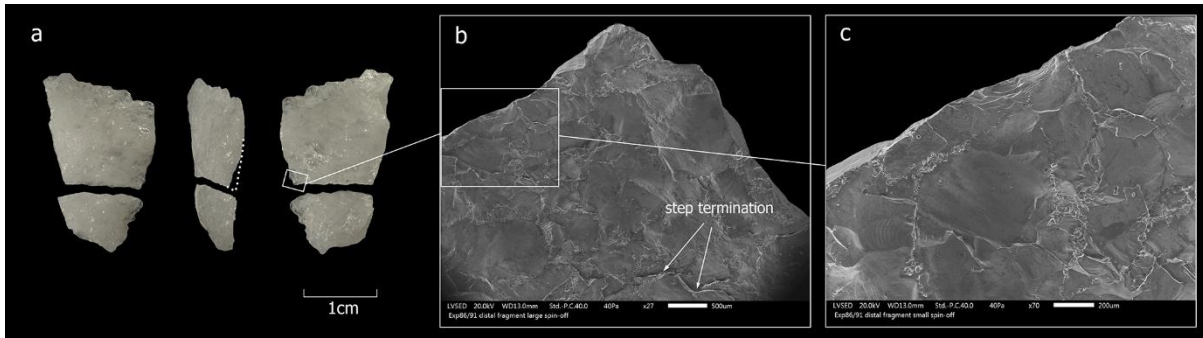 a
1cm
b
step termination
LVSED 20.0kV WD13.0mm Std.-P.C.40.0 40Pa x27 500um
Exp86/91 distal fragment large spin-off
c
LVSED 20.0kV WD13.0mm Std.-P.C.40.0 40Pa x70 200um
Exp86/91 distal fragment small spin-off